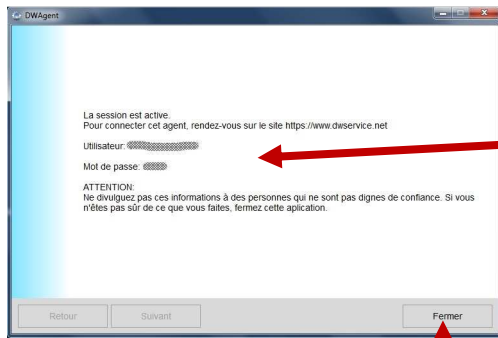 DWAgent
La session est active.
Pour connecter cet agent, rendez-vous sur le site https://www.dwservice.net
Utilisateur:
Mot de passe:
ATTENTION:
Ne divulguez pas ces informations à des personnes qui ne sont pas dignes de confiance. Si vous
n'êtes pas sûr de ce que vous faites, fermez cette aplication.
Retour
Suivant
Fermer